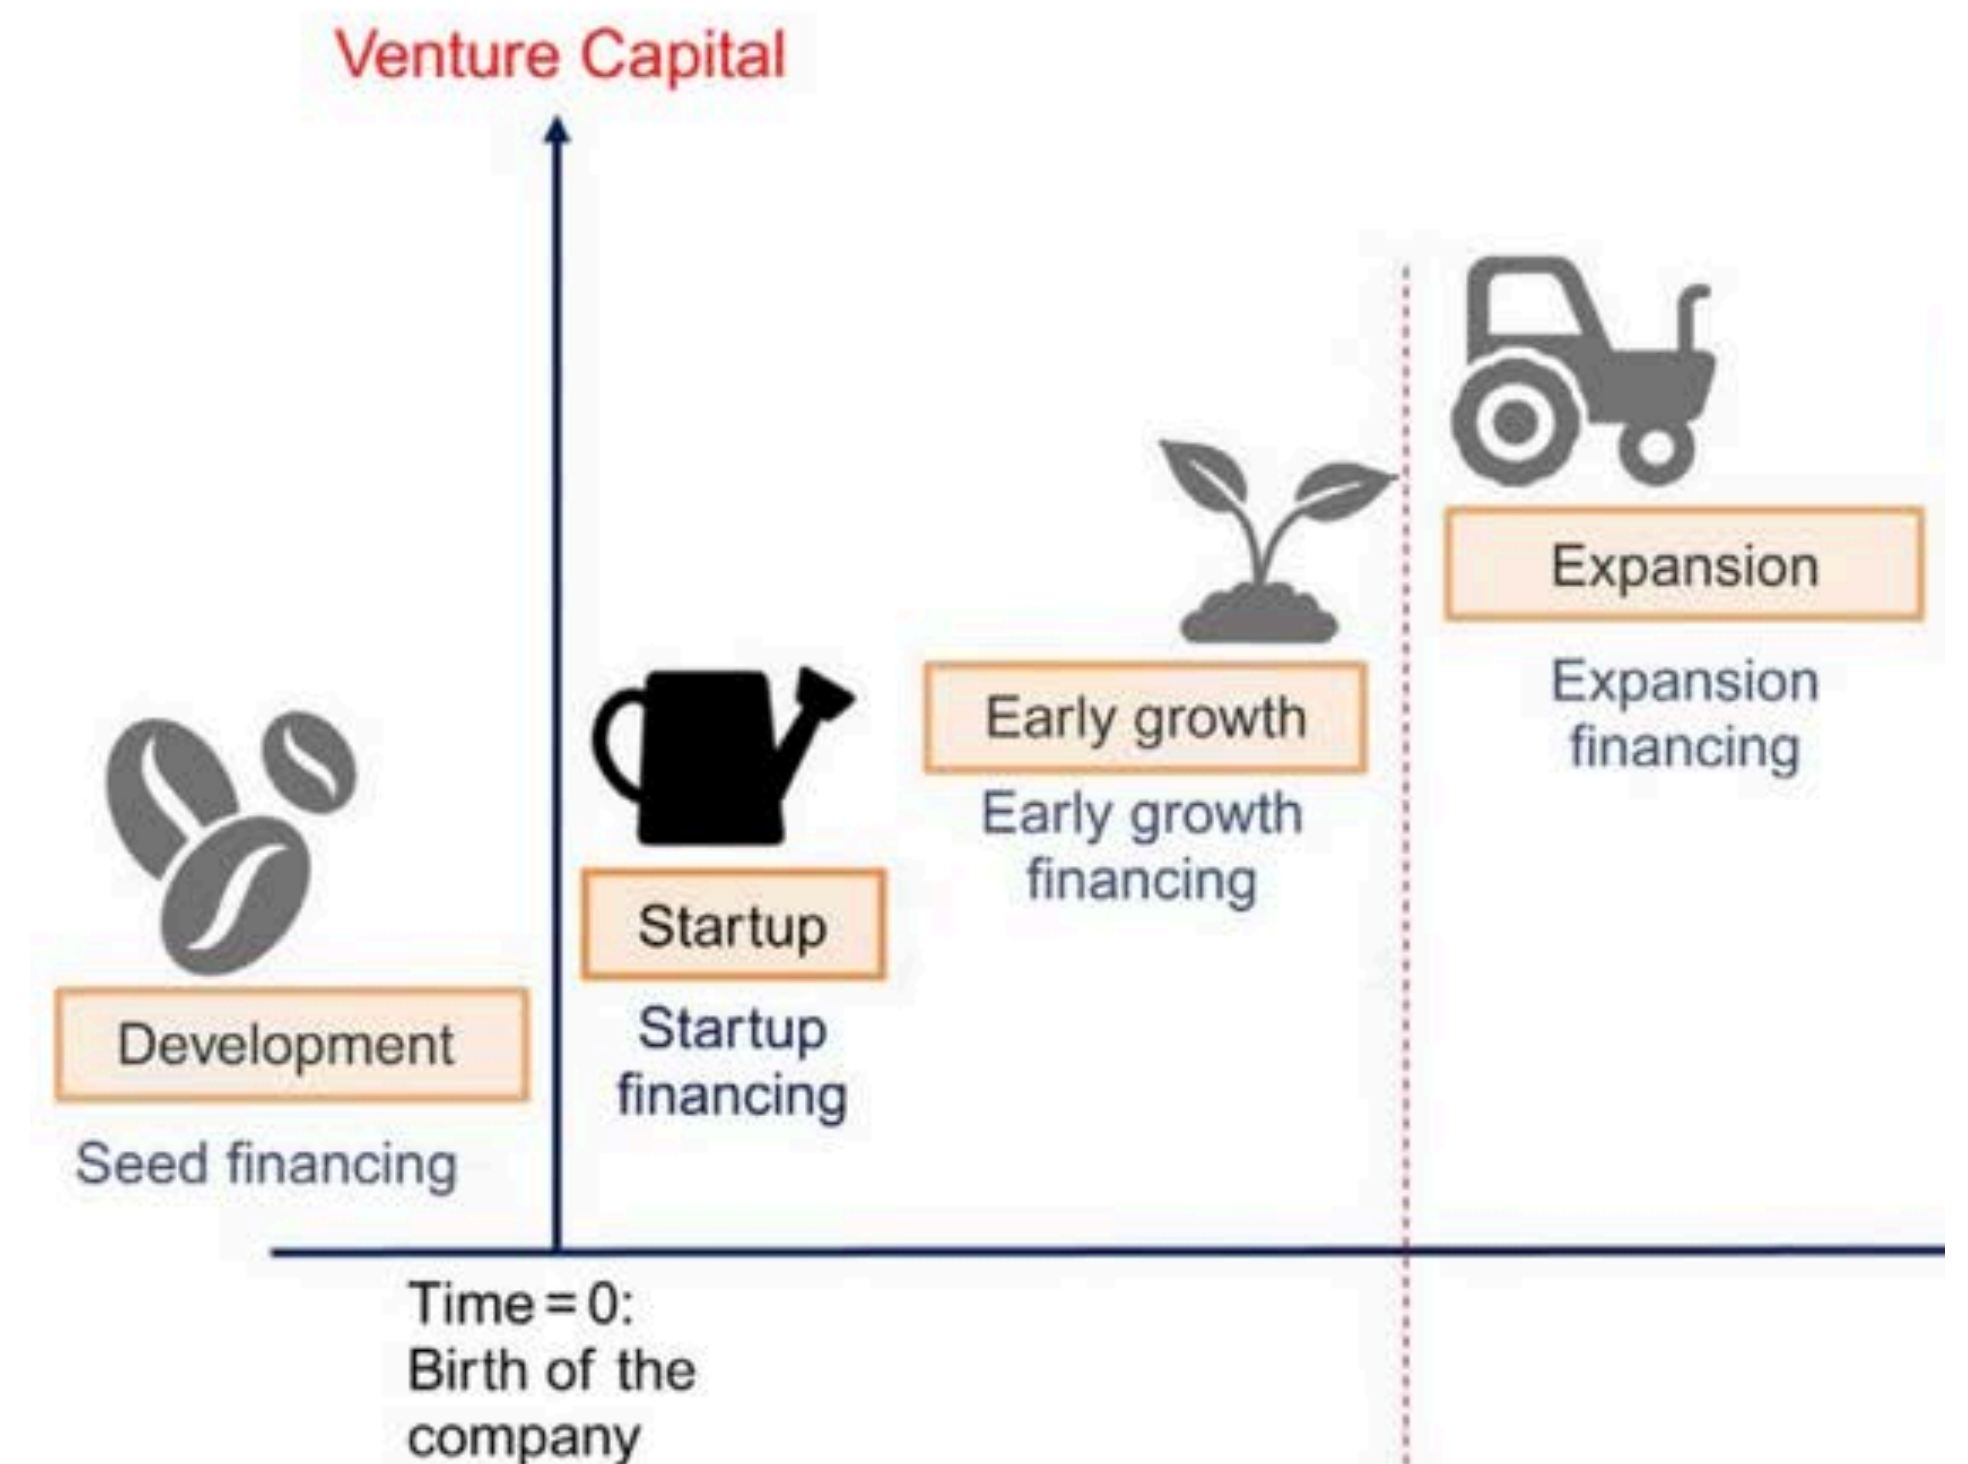 Venture Capital
Development
Seed financing
Startup
Startup
financing
Early growth
Early growth
financing
Expansion
Expansion
financing
Time = 0:
Birth of the
company